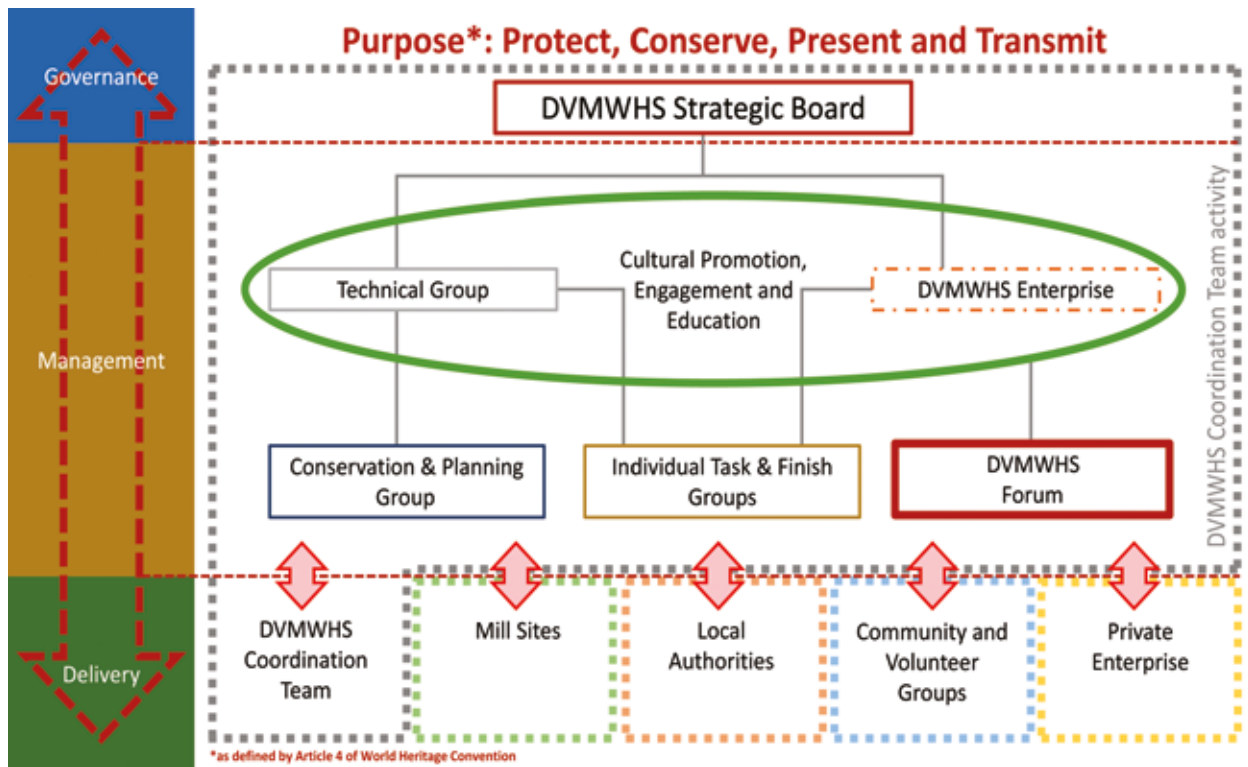 Purpose*: Protect, Conserve, Present and Transmit
Governance
DVMWHS Strategic Board
DVMWHS Coordination Team activity
Cultural Promotion,
Engagement and
Education
Technical Group
DVMWHS Enterprise
Management
Conservation & Planning
Group
Individual Task & Finish
Groups
DVMWHS
Forum
Delivery
DVMWHS
Coordination
Team
Mill Sites
Local
Authorities
Community and
Volunteer
Groups
Private
Enterprise
*as defined by Article 4 of World Heritage Convention